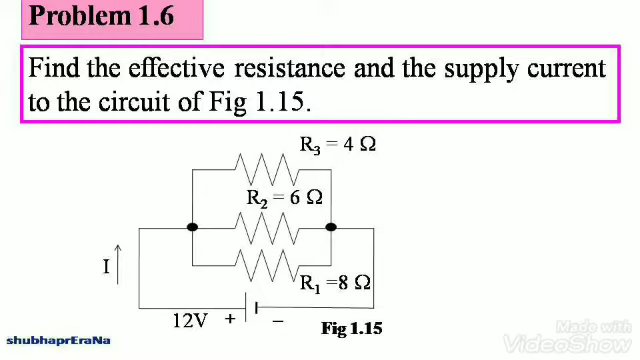 Problem 1.6
Find the effective resistance and the supply current
to the circuit of Fig 1.15.
R₃ = 4 Ω
R₂ = 6 Ω
I
R₁ =8 Ω
12V + −
Fig 1.15
shubhaprEraNa
Made with
VideoShow